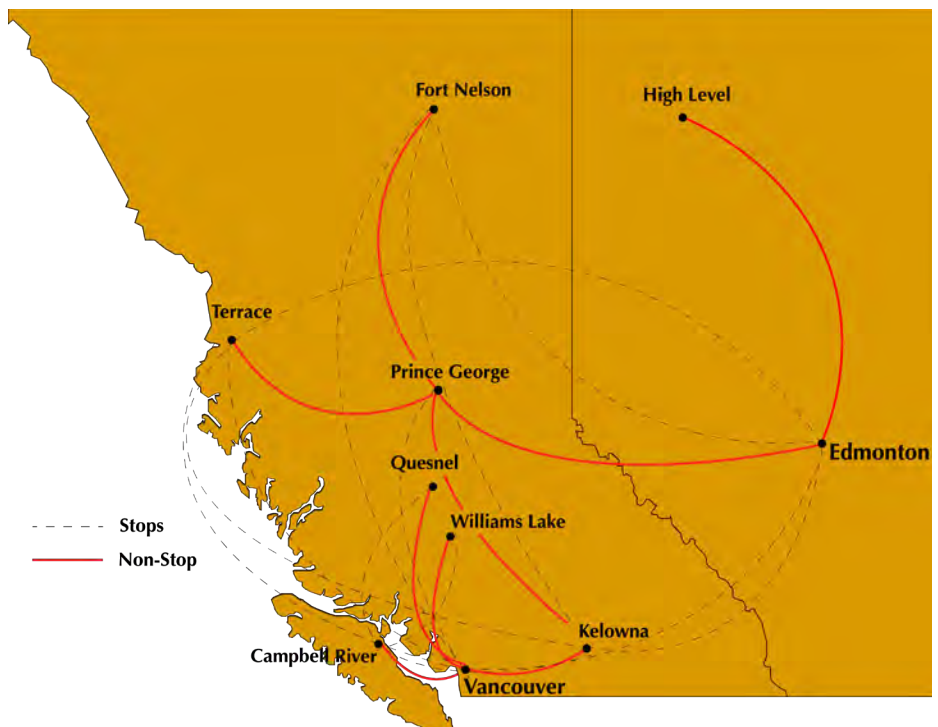 Fort Nelson
High Level
Terrace
Prince George
Edmonton
Quesnel
Williams Lake
Stops
Non-Stop
Kelowna
Campbell River
Vancouver